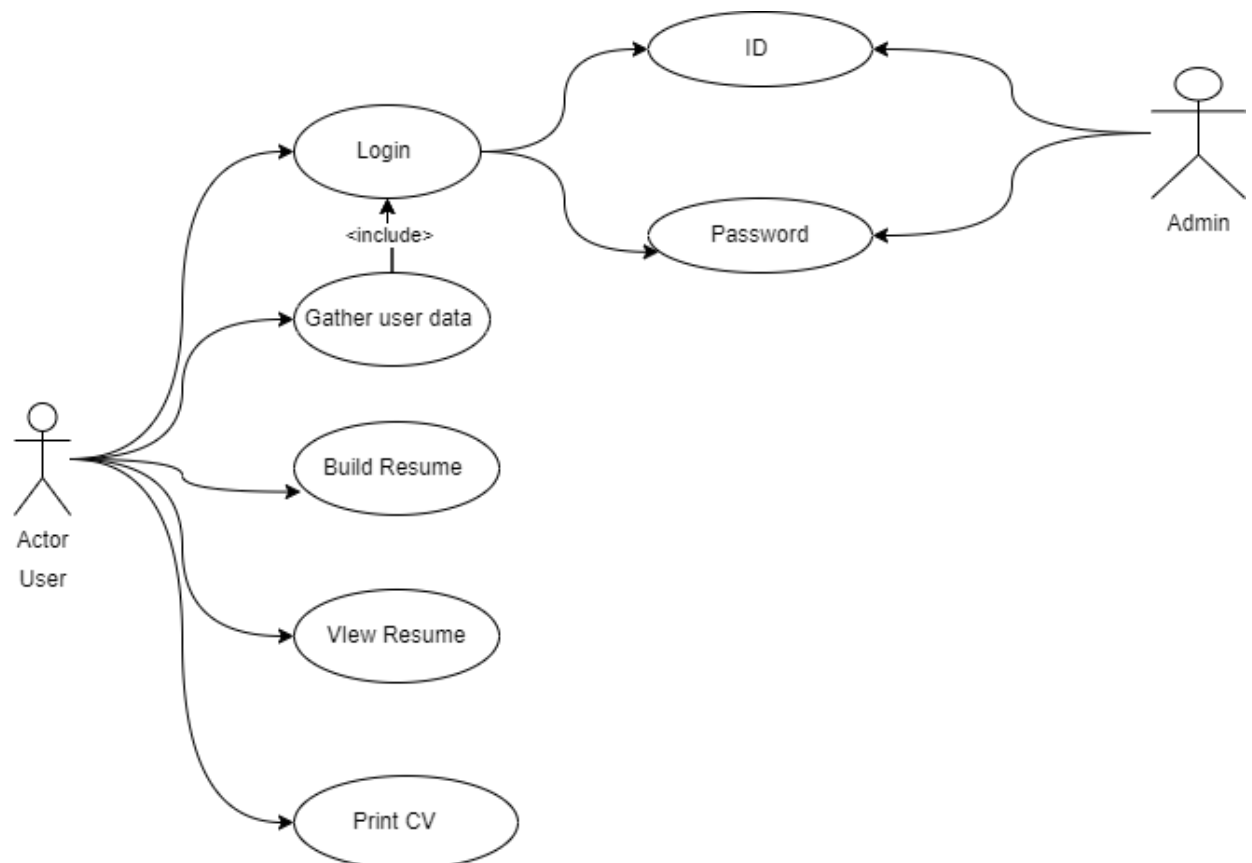 ID
Login
Password
Admin
<include>
Gather user data
Build Resume
Actor
User
VIew Resume
Print CV